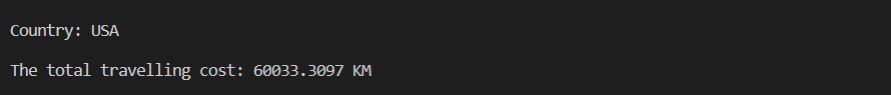 Country: USA
The total travelling cost: 60033.3097 KM